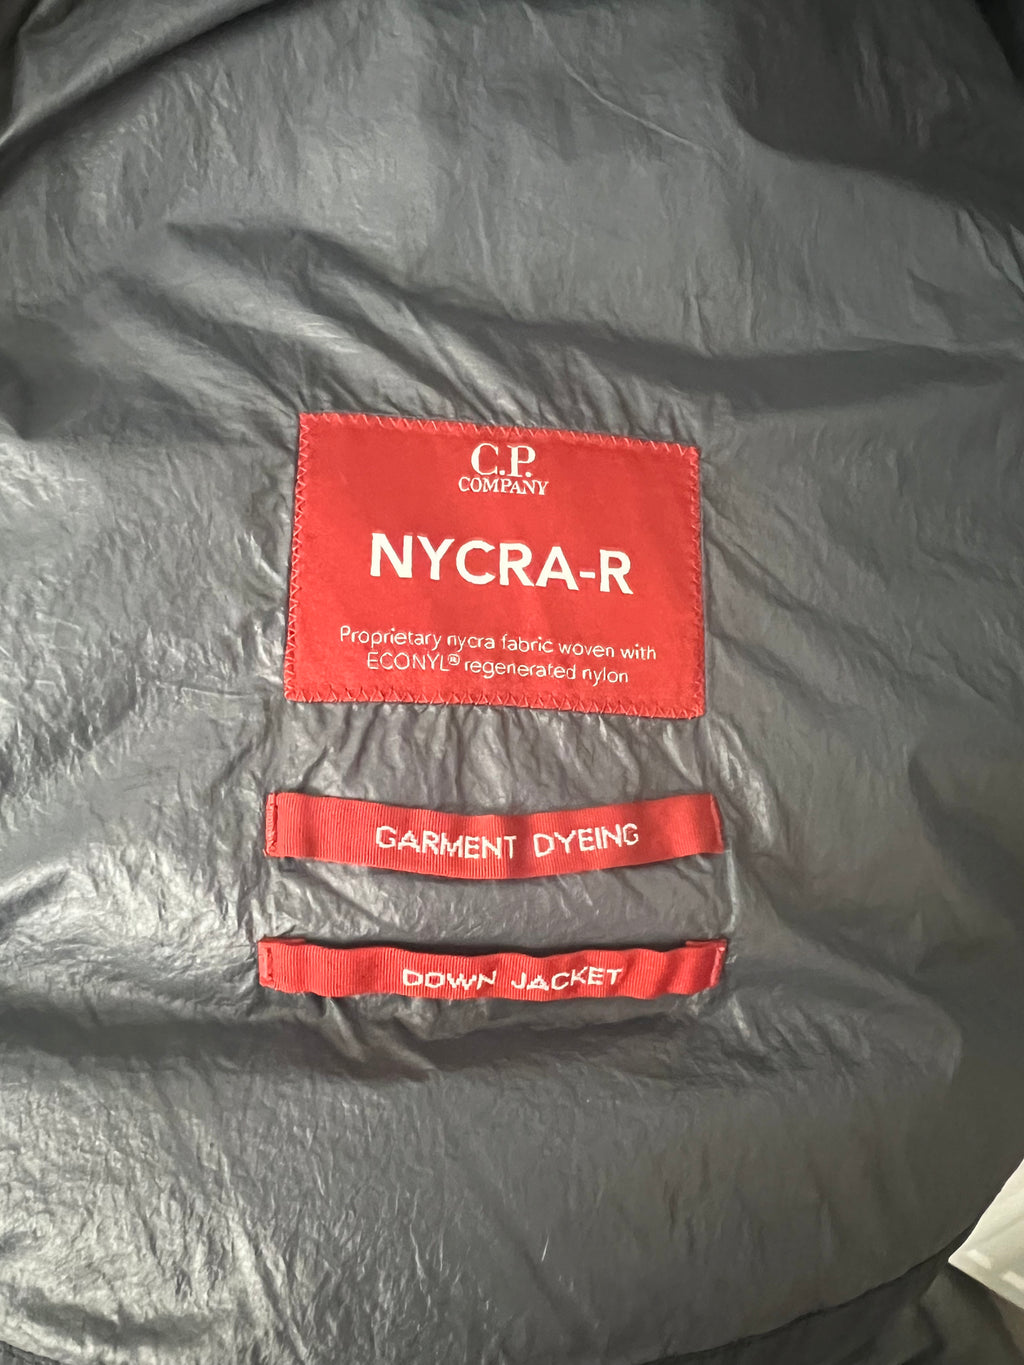 C.P.
COMPANY
NYCRA-R
Proprietary nycra fabric woven with
ECONYL® regenerated nylon
GARMENT DYEING
DOWN JACKET